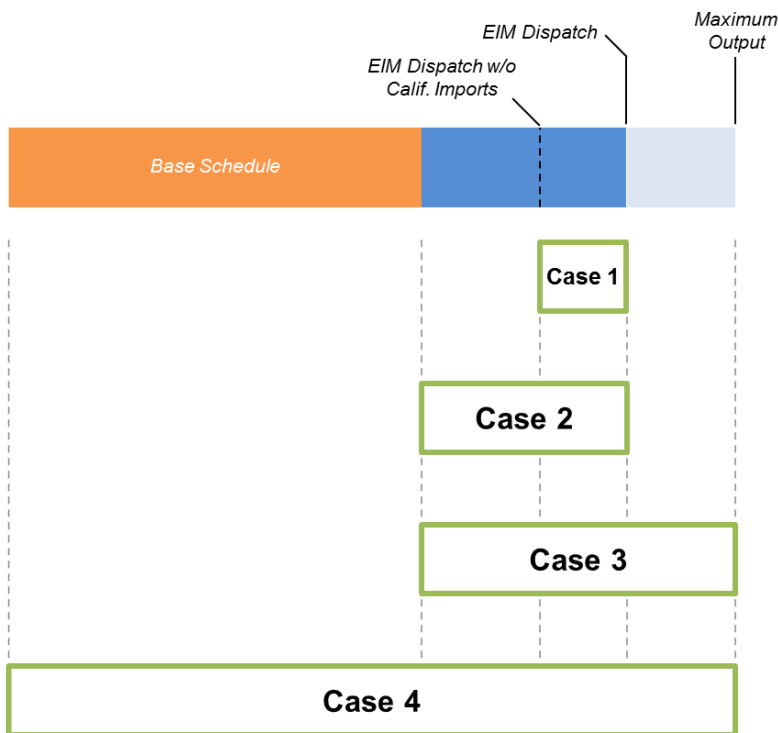 Maximum
Output
EIM Dispatch
EIM Dispatch w/o
Calif. Imports
Base Schedule
Case 1
Case 2
Case 3
Case 4